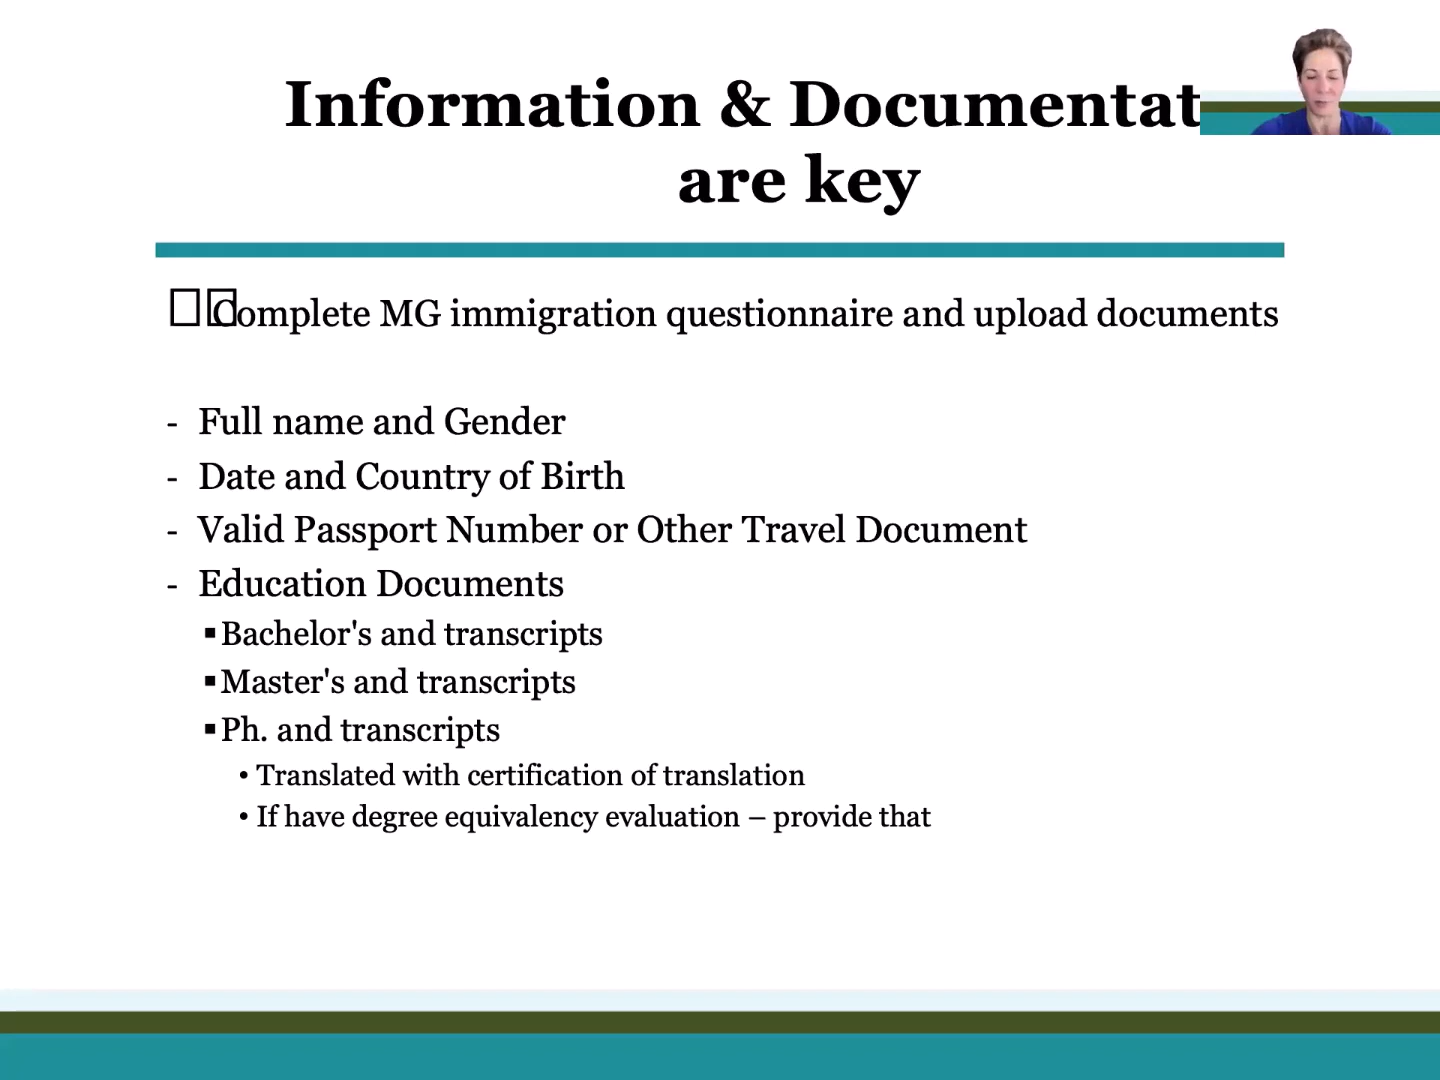 Information & Documentat
are key
Complete MG immigration questionnaire and upload documents
- Full name and Gender
- Date and Country of Birth
- Valid Passport Number or Other Travel Document
- Education Documents
▪Bachelor's and transcripts
▪Master's and transcripts
▪Ph. and transcripts
• Translated with certification of translation
• If have degree equivalency evaluation – provide that